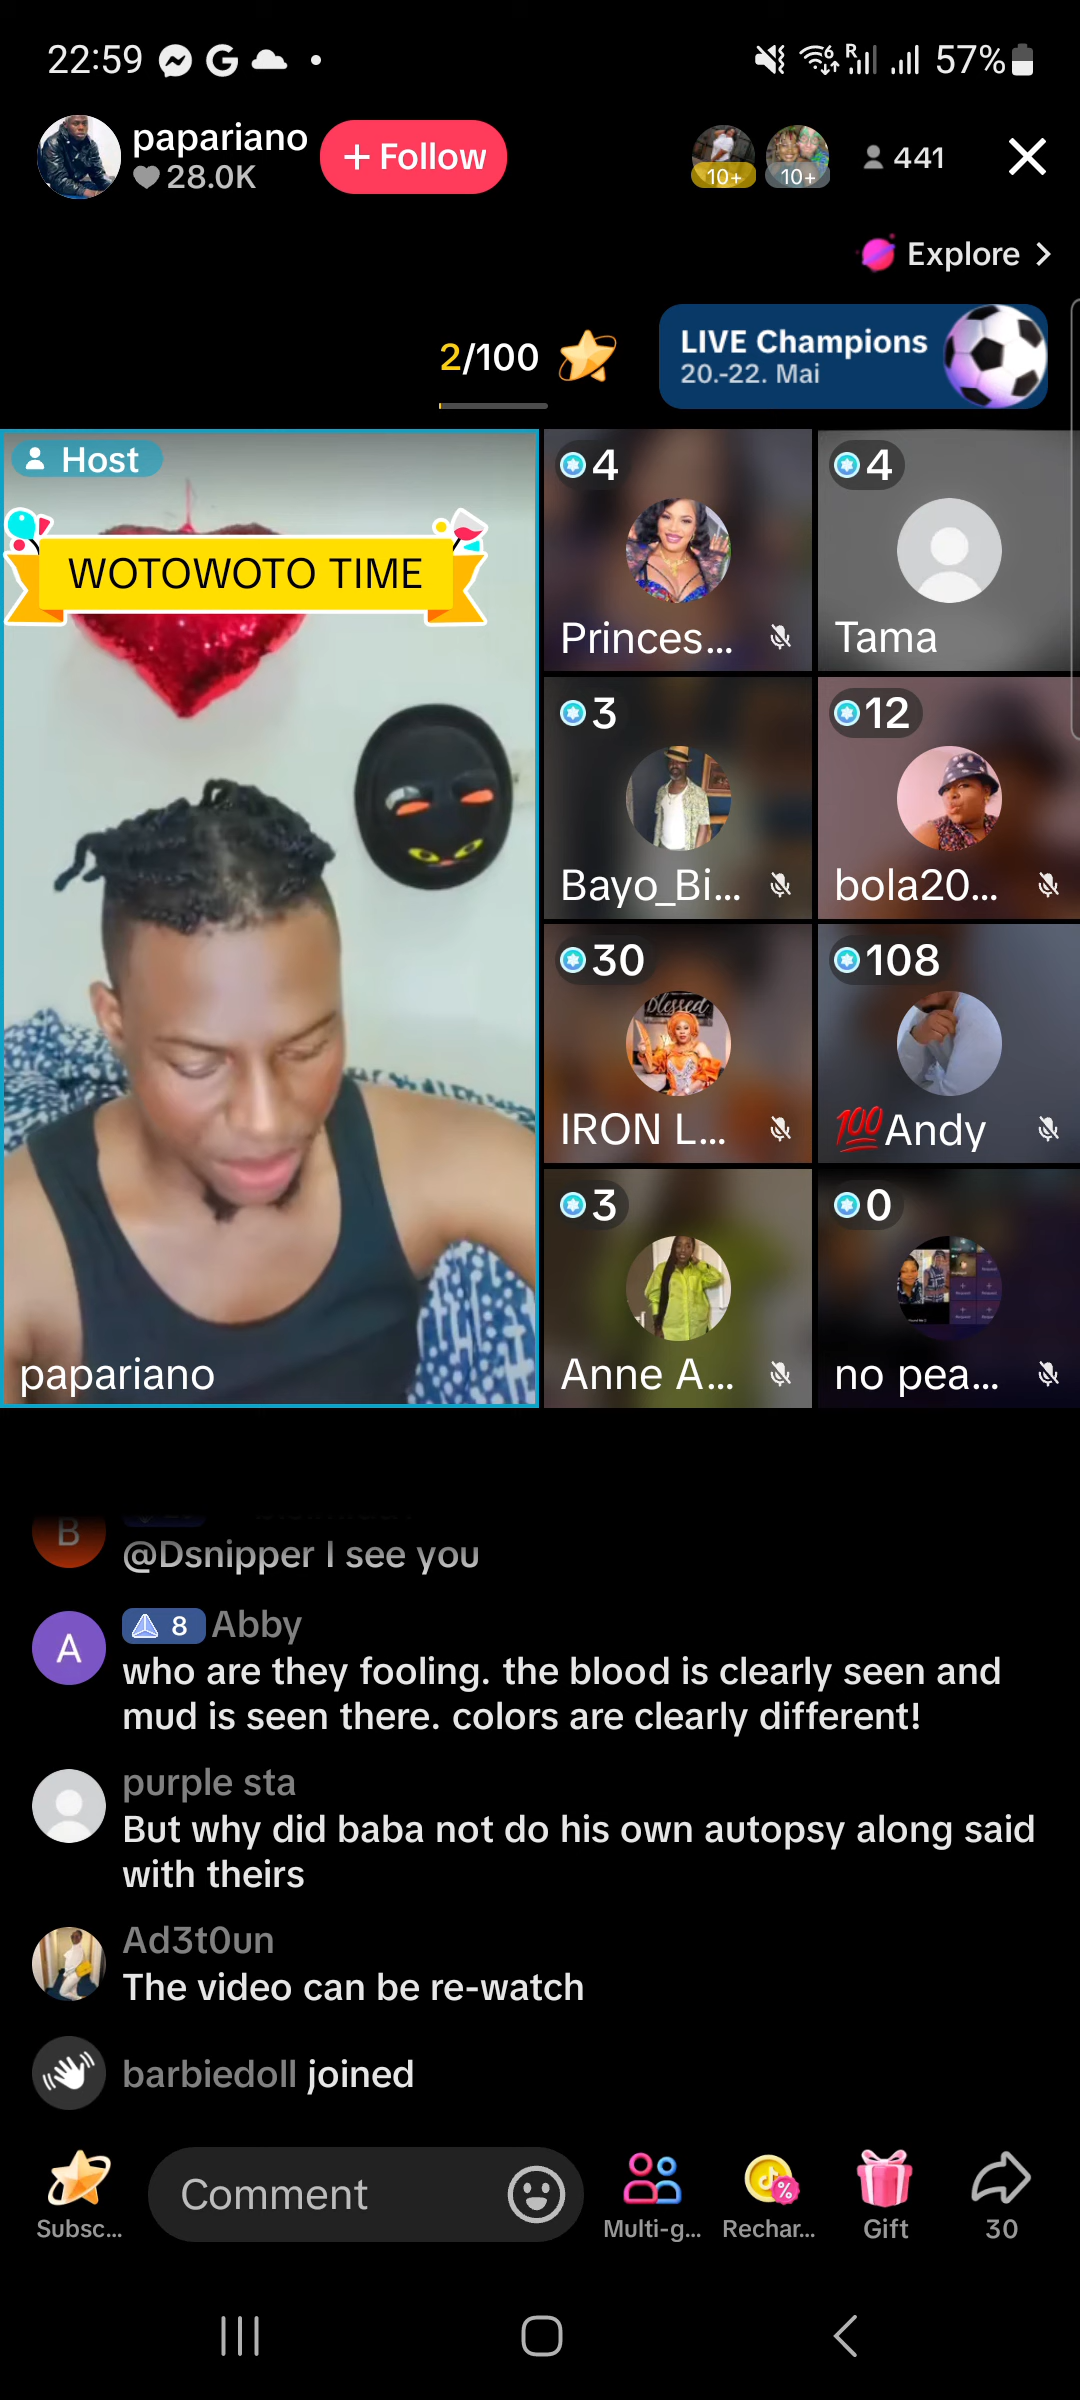 22:59
57%
papariano
28.0K
+ Follow
10+
10+
441
Explore
2/100
LIVE Champions
20.-22. Mai
Host
WOTOWOTO TIME
papariano
4
Princes...
4
Tama
3
Bayo_Bi...
12
bola20...
30
Blessed
IRON L...
108
💯Andy
3
Anne A...
0
no pea...
B
@Dsnipper I see you
A
8 Abby
who are they fooling. the blood is clearly seen and
mud is seen there. colors are clearly different!
purple sta
But why did baba not do his own autopsy along said
with theirs
Ad3t0un
The video can be re-watch
barbiedoll joined
Comment
Subsc...
Multi-g...
Rechar...
Gift
30